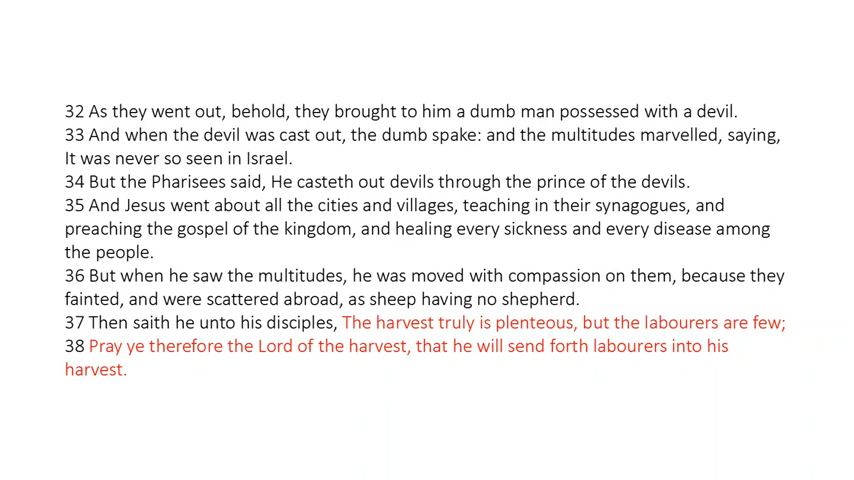 32 As they went out, behold, they brought to him a dumb man possessed with a devil.
33 And when the devil was cast out, the dumb spake: and the multitudes marvelled, saying,
It was never so seen in Israel.
34 But the Pharisees said, He casteth out devils through the prince of the devils.
35 And Jesus went about all the cities and villages, teaching in their synagogues, and
preaching the gospel of the kingdom, and healing every sickness and every disease among
the people.
36 But when he saw the multitudes, he was moved with compassion on them, because they
fainted, and were scattered abroad, as sheep having no shepherd.
37 Then saith he unto his disciples, The harvest truly is plenteous, but the labourers are few;
38 Pray ye therefore the Lord of the harvest, that he will send forth labourers into his
harvest.